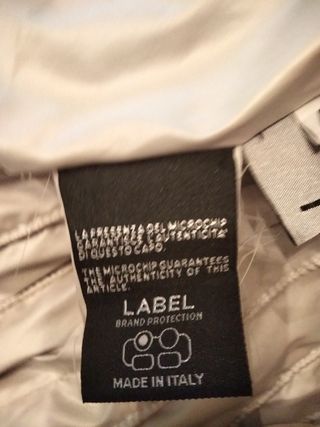 LA PRESENZA DEL MICROCHIP
GARANTISCE L'AUTENTICITA'
DI QUESTO CAPO.
THE MICROCHIP GUARANTEES
THE AUTHENTICITY OF THIS
ARTICLE.
LABEL
BRAND PROTECTION
MADE IN ITALY